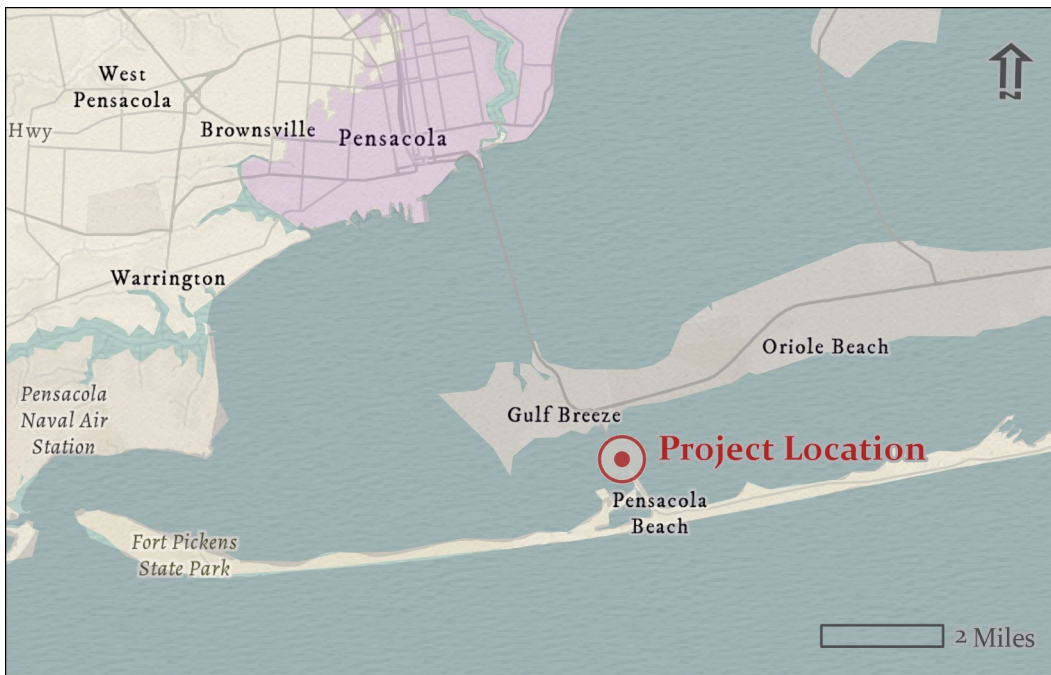 West
Pensacola
Hwy
Brownsville
Pensacola
N
Warrington
Oriole Beach
Pensacola
Naval Air
Station
Gulf Breeze
Project Location
Pensacola
Beach
Fort Pickens
State Park
2 Miles